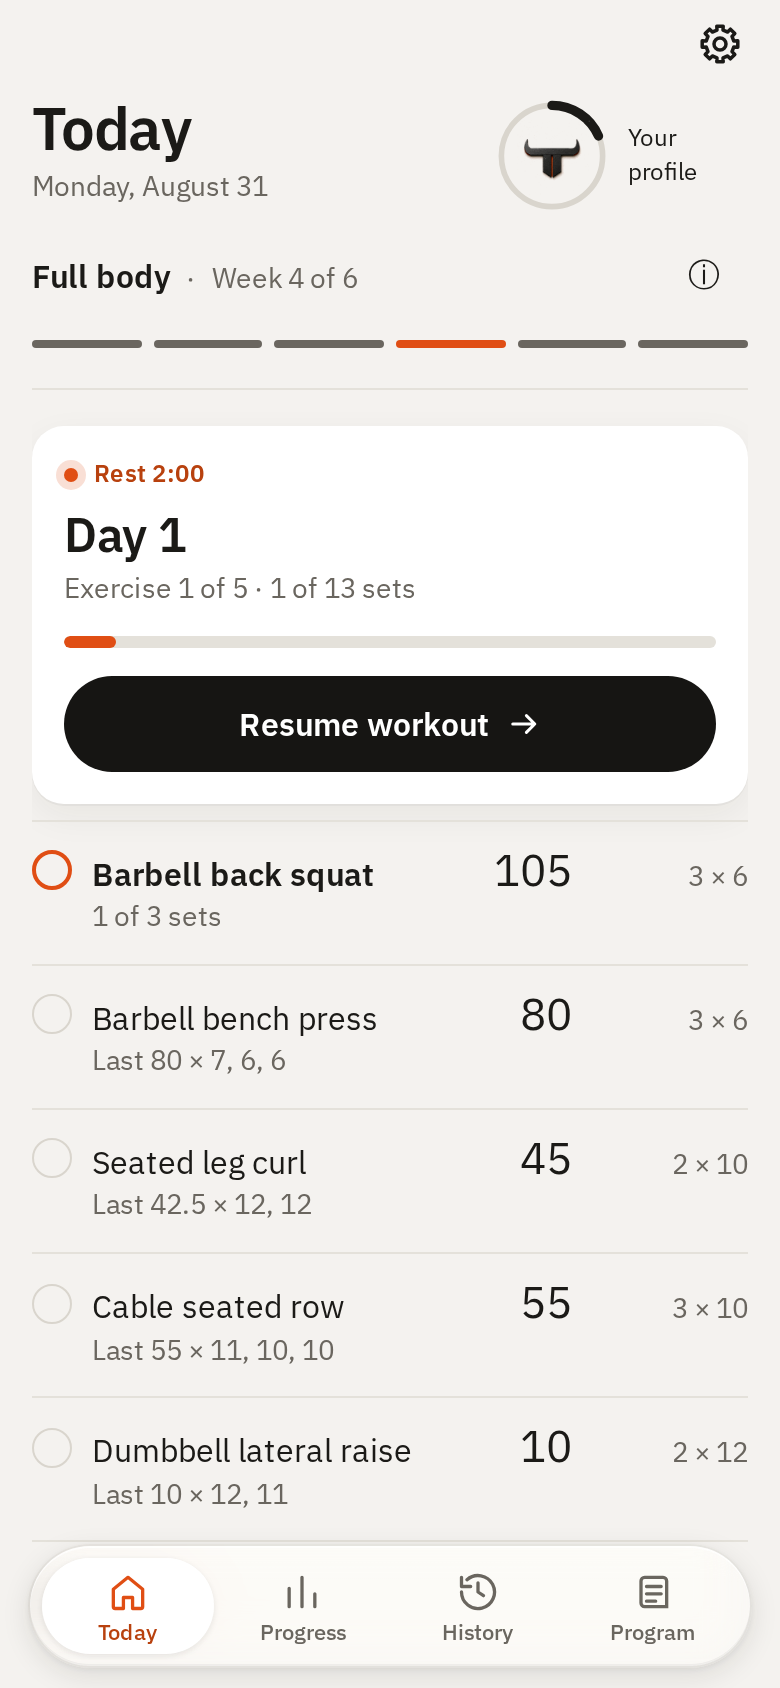 Today
Monday, August 31
Your
profile
Full body · Week 4 of 6
Rest 2:00
Day 1
Exercise 1 of 5 · 1 of 13 sets
Resume workout →
Barbell back squat 105 3 × 6
1 of 3 sets
Barbell bench press 80 3 × 6
Last 80 × 7, 6, 6
Seated leg curl 45 2 × 10
Last 42.5 × 12, 12
Cable seated row 55 3 × 10
Last 55 × 11, 10, 10
Dumbbell lateral raise 10 2 × 12
Last 10 × 12, 11
Today Progress History Program